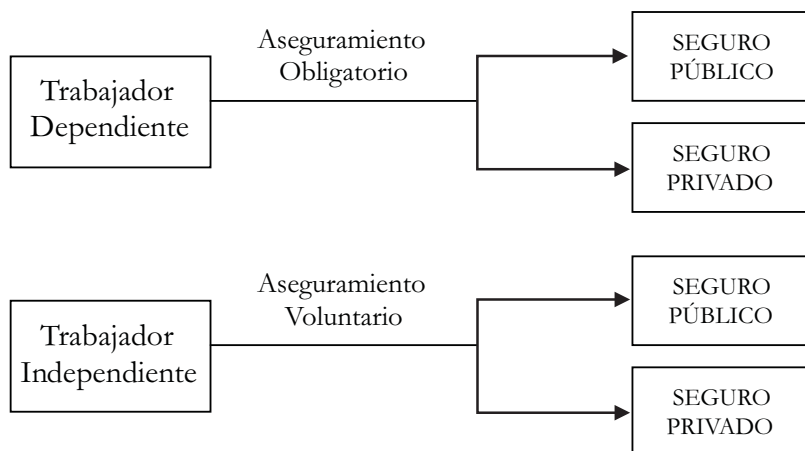 Trabajador
Dependiente
Aseguramiento
Obligatorio
SEGURO
PÚBLICO
SEGURO
PRIVADO
Trabajador
Independiente
Aseguramiento
Voluntario
SEGURO
PÚBLICO
SEGURO
PRIVADO